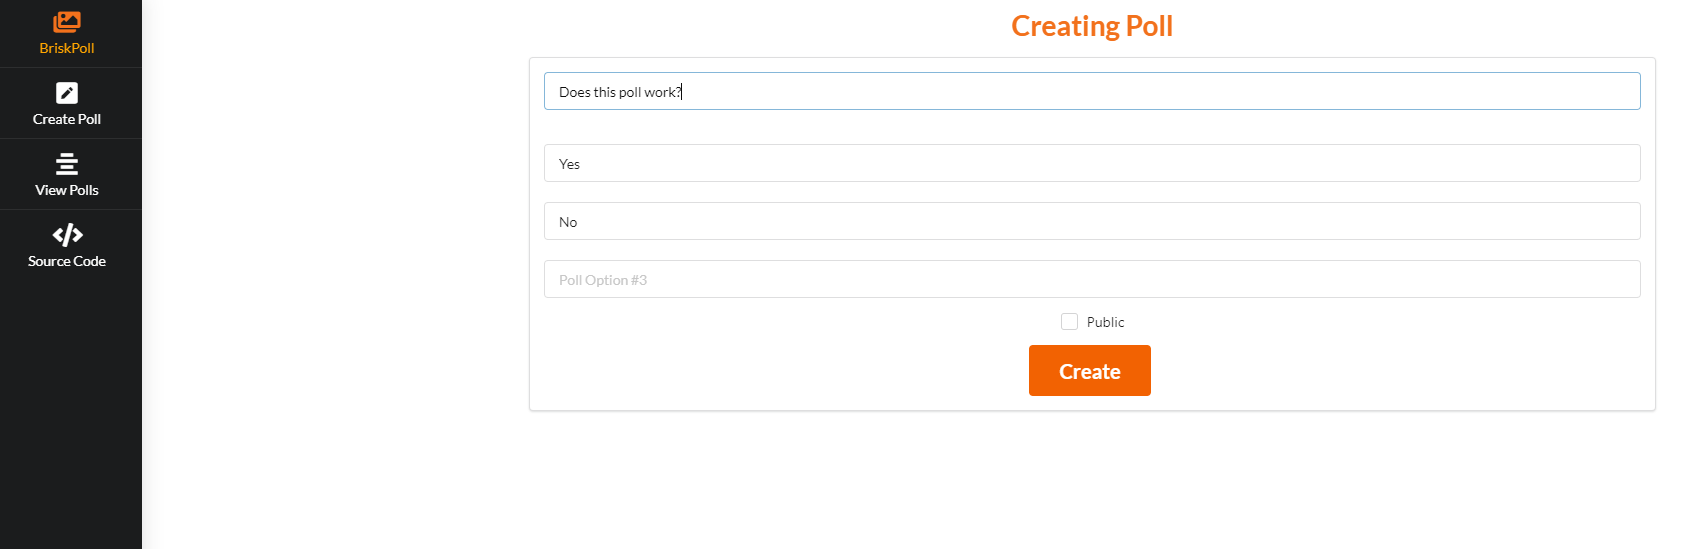 BriskPoll
Create Poll
View Polls
Source Code
Creating Poll
Does this poll work?
Yes
No
Poll Option #3
Public
Create